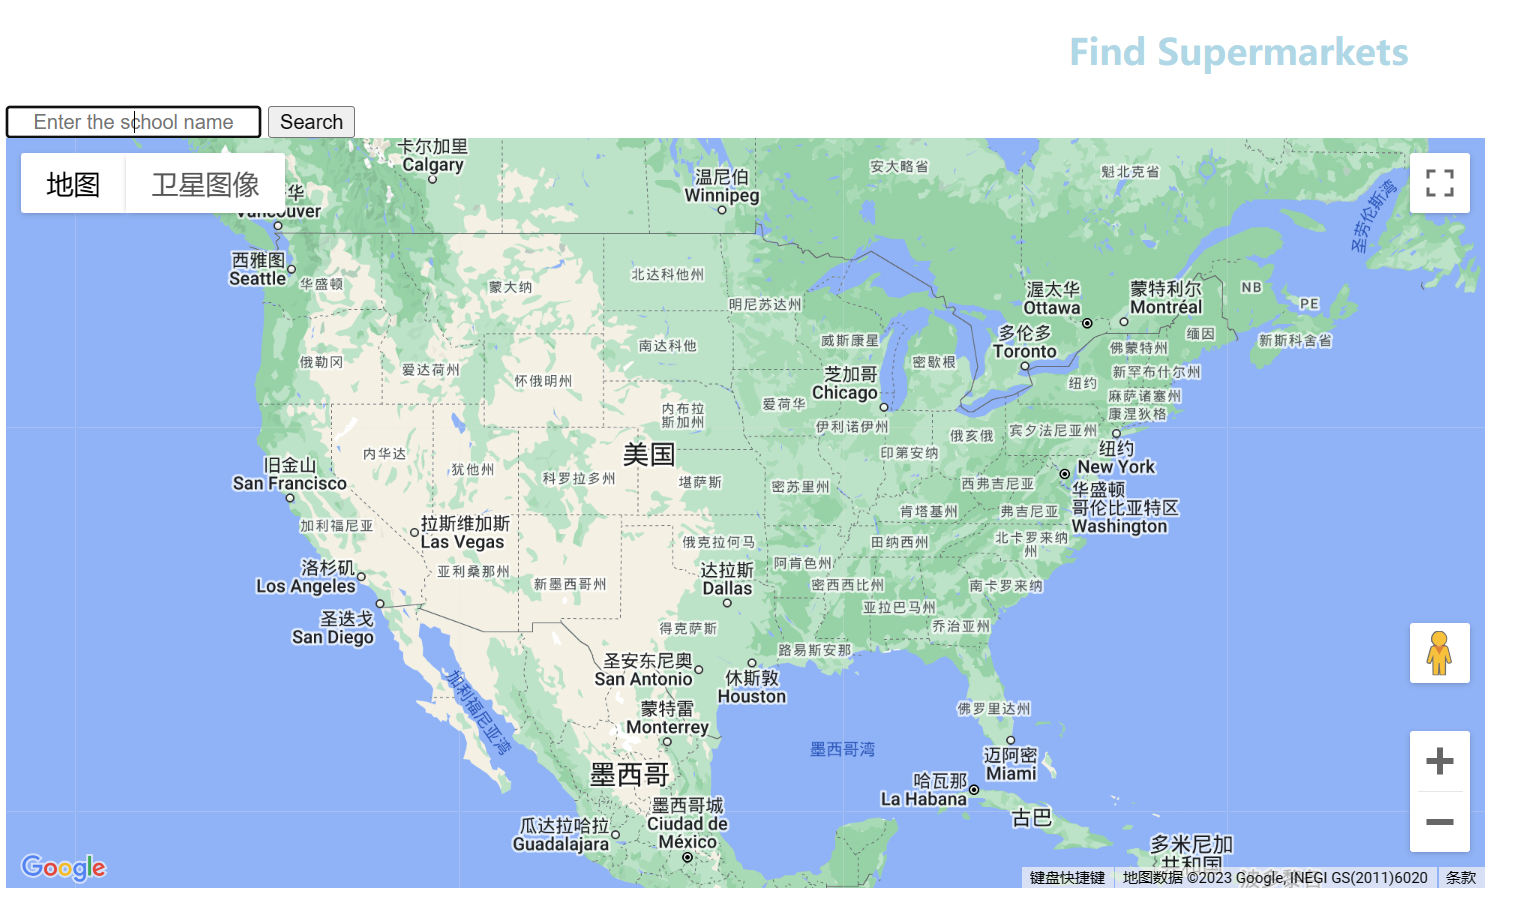 Find Supermarkets
Enter the school name
Search
地图
卫星图像
卡尔加里
Calgary
温尼伯
Winnipeg
安大略省
魁北克省
圣劳伦斯湾
华
Vancouver
西雅图
Seattle
华盛顿
蒙大纳
北达科他州
明尼苏达州
渥太华
Ottawa
蒙特利尔
Montréal
NB
PE
缅因
新斯科舍省
多伦多
Toronto
佛蒙特州
新罕布什尔州
麻萨诸塞州
康涅狄格
纽约
俄勒冈
爱达荷州
怀俄明州
南达科他
威斯康星
密歇根
芝加哥
Chicago
内布拉
斯加州
爱荷华
伊利诺伊州
印第安纳
俄亥俄
宾夕法尼亚州
纽约
New York
内华达
犹他州
科罗拉多州
美国
堪萨斯
密苏里州
西弗吉尼亚
华盛顿
哥伦比亚特区
Washington
旧金山
San Francisco
加利福尼亚
拉斯维加斯
Las Vegas
肯塔基州
弗吉尼亚
俄克拉何马
田纳西州
北卡罗来纳
州
洛杉矶
Los Angeles
亚利桑那州
新墨西哥州
达拉斯
Dallas
阿肯色州
密西西比州
南卡罗来纳
亚拉巴马州
乔治亚州
圣迭戈
San Diego
得克萨斯
路易斯安那
圣安东尼奥
San Antonio
休斯敦
Houston
加利福尼亚湾
蒙特雷
Monterrey
佛罗里达州
墨西哥湾
迈阿密
Miami
墨西哥
哈瓦那
La Habana
古巴
墨西哥城
Ciudad de
México
瓜达拉哈拉
Guadalajara
多米尼加
共和国
Google
键盘快捷键
地图数据 ©2023 Google, INEGI GS(2011)6020
条款